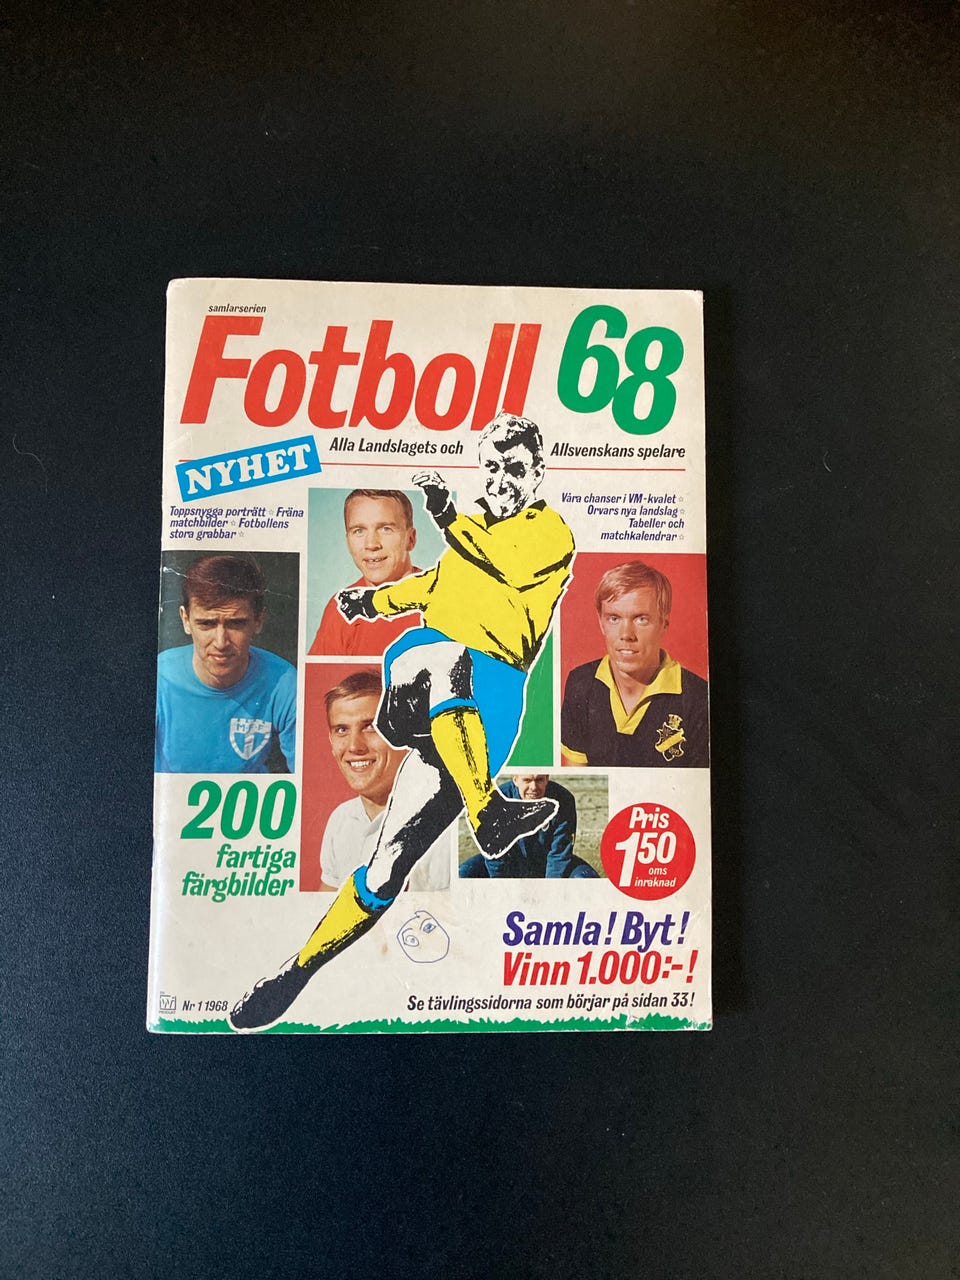 samlarserien
Fotboll 68
NYHET
Alla Landslagets och
Allsvenskans spelare
Toppsnygga porträtt ☆ Fräna
matchbilder ☆ Fotbollens
stora grabbar ☆
Våra chanser i VM-kvalet ☆
Orvars nya landslag ☆
Tabeller och
matchkalendrar ☆
200
fartiga
färgbilder
Pris
1 50
oms
inräknad
Samla! Byt!
Vinn 1.000:-!
Se tävlingssidorna som börjar på sidan 33!
Nr 1 1968